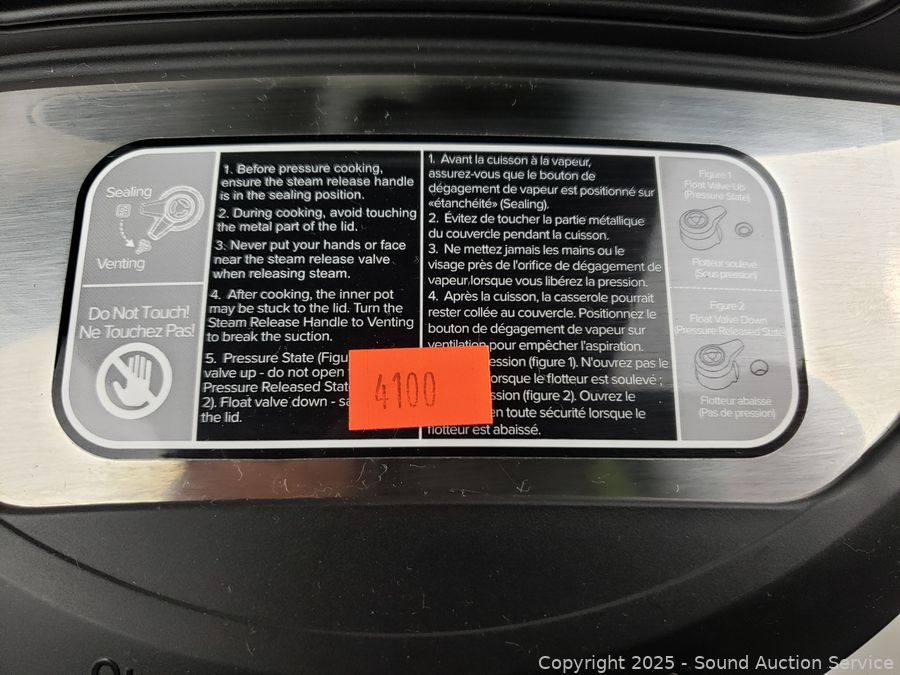 Sealing
Venting
Do Not Touch!
Ne Touchez Pas!
1. Before pressure cooking,
ensure the steam release handle
is in the sealing position.
2. During cooking, avoid touching
the metal part of the lid.
3. Never put your hands or face
near the steam release valve
when releasing steam.
4. After cooking, the inner pot
may be stuck to the lid. Turn the
Steam Release Handle to Venting
to break the suction.
5. Pressure State (Figu
valve up - do not open
Pressure Released Stat
2). Float valve down - sa
the lid.
4100
1. Avant la cuisson à la vapeur,
assurez-vous que le bouton de
dégagement de vapeur est positionné sur
«étanchéité» (Sealing).
2. Évitez de toucher la partie métallique
du couvercle pendant la cuisson.
3. Ne mettez jamais les mains ou le
visage près de l'orifice de dégagement de
vapeur lorsque vous libérez la pression.
4. Après la cuisson, la casserole pourrait
rester collée au couvercle. Positionnez le
bouton de dégagement de vapeur sur
ventilation pour empêcher l'aspiration.
ession (figure 1). N'ouvrez pas le
orsque le flotteur est soulevé ;
ssion (figure 2). Ouvrez le
en toute sécurité lorsque le
flotteur est abaissé.
Figure 1
Float Valve Up
(Pressure State)
Flotteur soulevé
(Sous pression)
Figure 2
Float Valve Down
(Pressure Released State)
Flotteur abaissé
(Pas de pression)
Copyright 2025 - Sound Auction Service